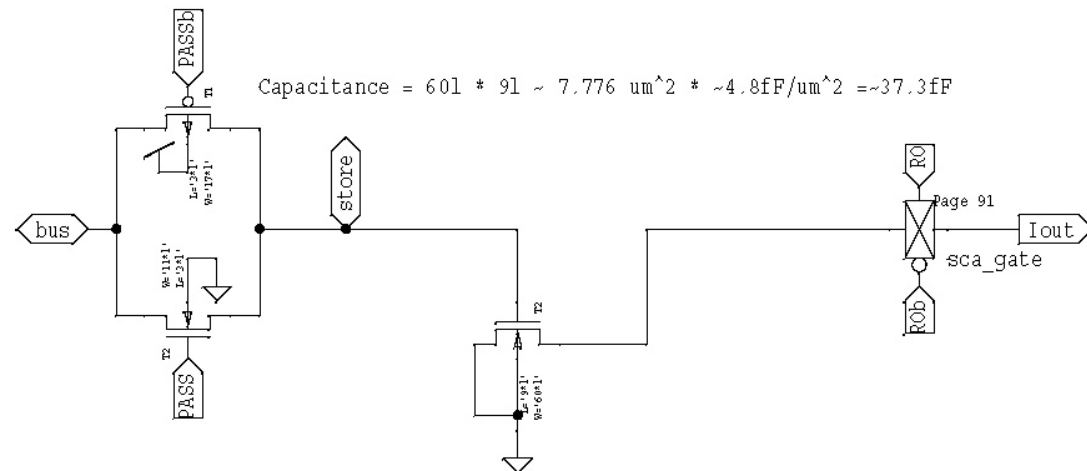 PASSb
Capacitance = 60l * 9l ~ 7.776 um^2 * ~4.8fF/um^2 =~37.3fF
T1
L='3*l'
W='17*l'
store
RO
Page 91
bus
Iout
sca_gate
W='11*l'
L='3*l'
ROb
T2
T2
PASS
L='9*l'
W='60*l'